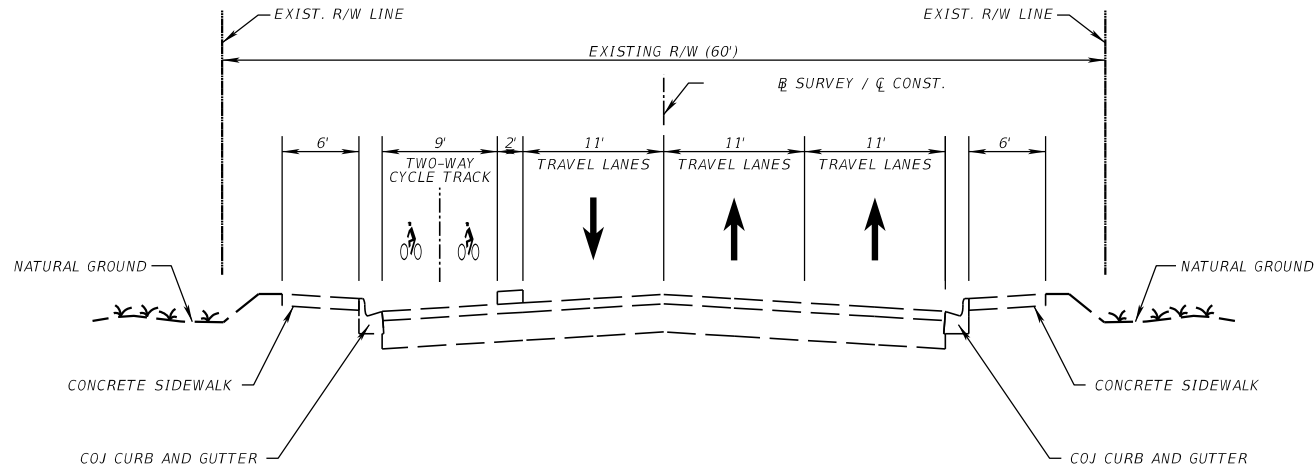 EXIST. R/W LINE
EXIST. R/W LINE
EXISTING R/W (60')
B SURVEY / C CONST.
6'
9'
2'
11'
11'
11'
6'
TWO-WAY
CYCLE TRACK
TRAVEL LANES
TRAVEL LANES
TRAVEL LANES
NATURAL GROUND
NATURAL GROUND
CONCRETE SIDEWALK
CONCRETE SIDEWALK
COJ CURB AND GUTTER
COJ CURB AND GUTTER